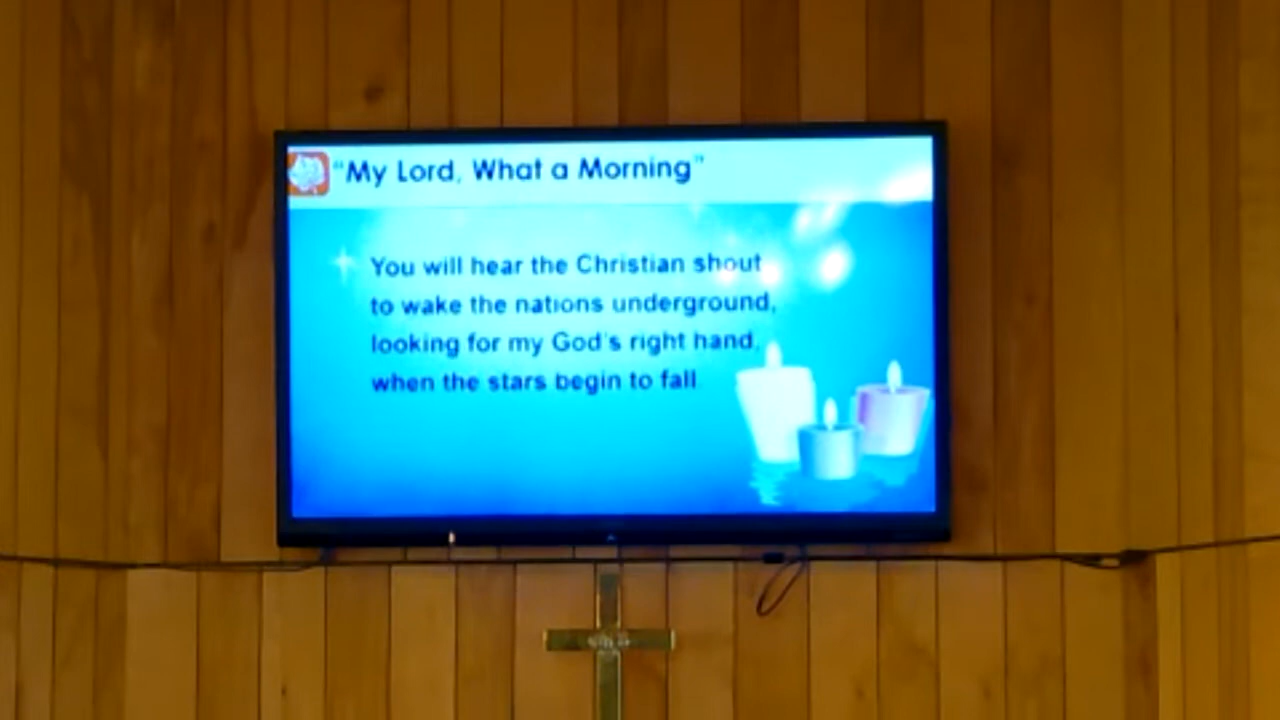 "My Lord, What a Morning"
You will hear the Christian shout
to wake the nations underground,
looking for my God's right hand,
when the stars begin to fall.